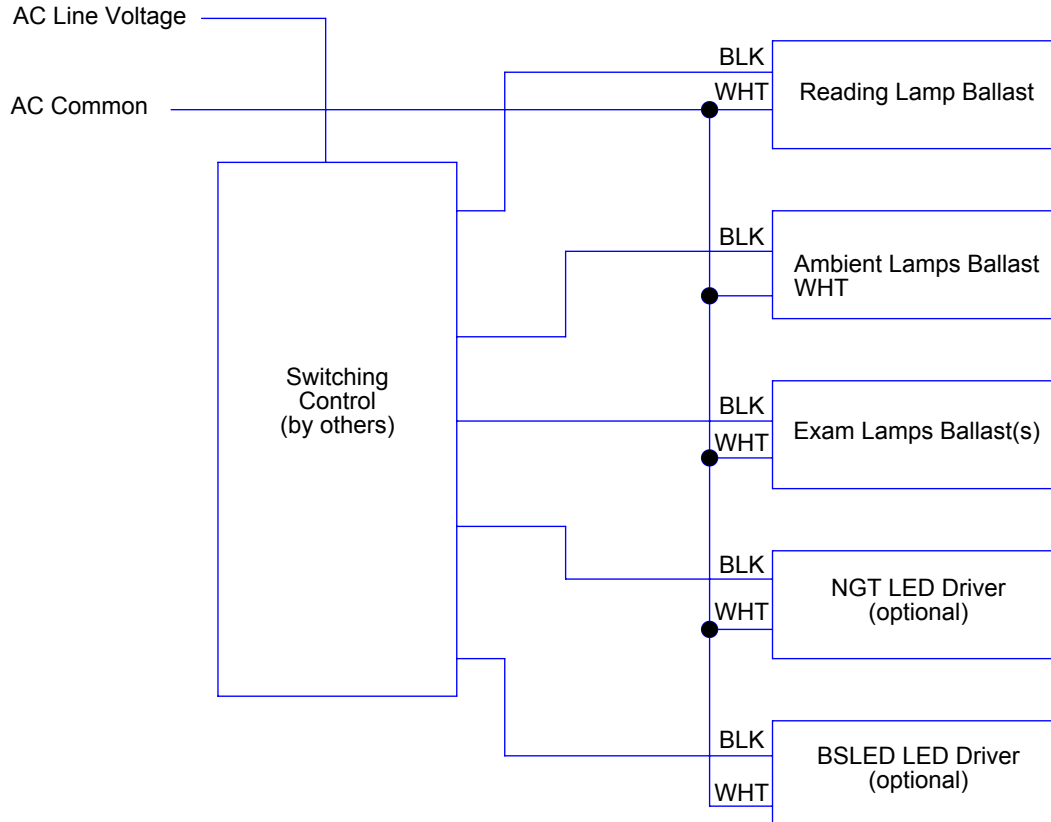 AC Line Voltage
AC Common
BLK
WHT
Reading Lamp Ballast
BLK
Ambient Lamps Ballast
WHT
Switching
Control
(by others)
BLK
WHT
Exam Lamps Ballast(s)
BLK
WHT
NGT LED Driver
(optional)
BLK
WHT
BSLED LED Driver
(optional)